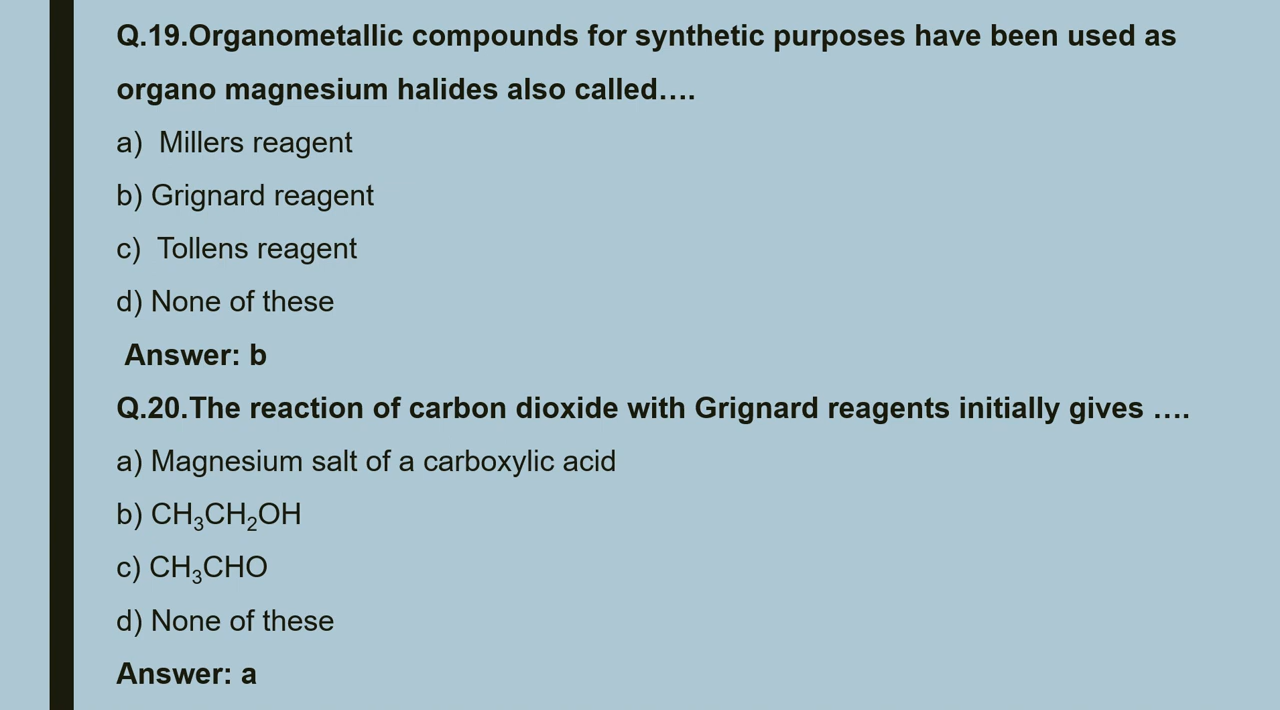 Q.19.Organometallic compounds for synthetic purposes have been used as
organo magnesium halides also called….
a)  Millers reagent
b) Grignard reagent
c)  Tollens reagent
d) None of these
Answer: b
Q.20.The reaction of carbon dioxide with Grignard reagents initially gives ….
a) Magnesium salt of a carboxylic acid
b) CH₃CH₂OH
c) CH₃CHO
d) None of these
Answer: a